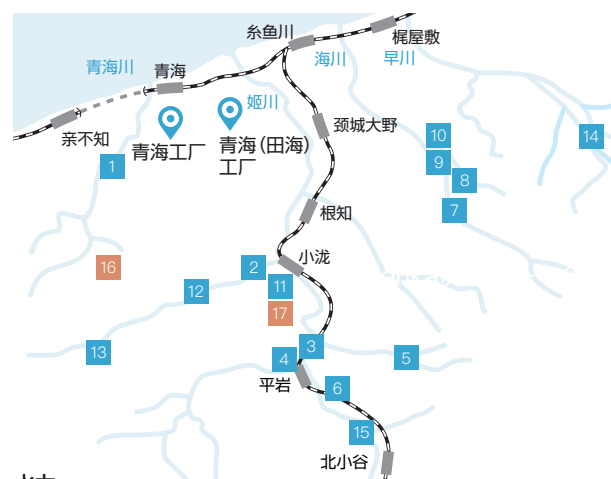 糸鱼川
梶屋敷
海川
早川
青海川
青海
姬川
亲不知
青海工厂
青海(田海)
工厂
颈城大野
10
14
9
1
8
7
根知
小泷
16
2
11
12
17
13
3
4
5
平岩
6
15
北小谷